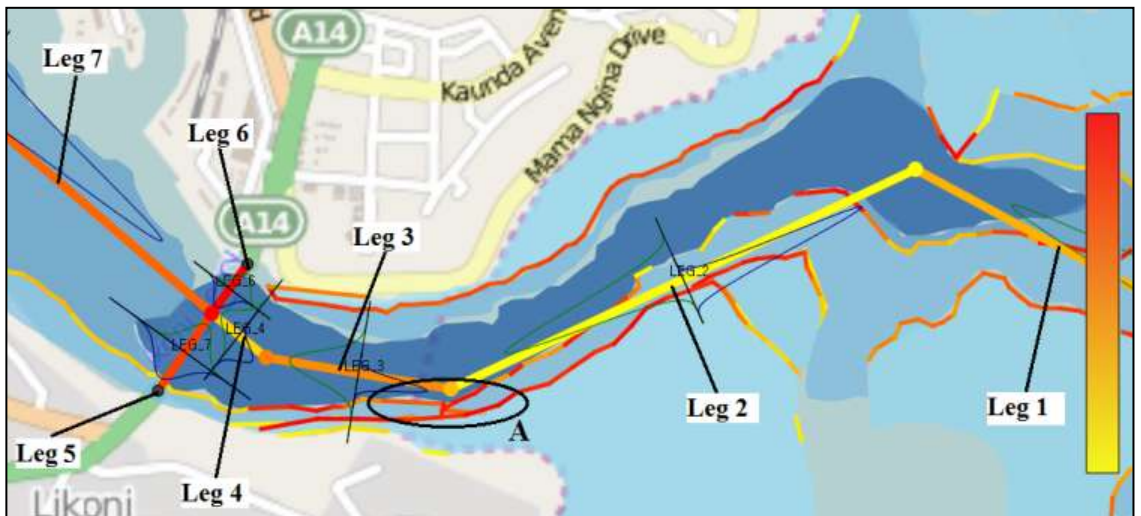 Leg 7
A14
Kaunda Aven
Mama Ngina Drive
Leg 6
A14
Leg 3
LEG_6
LEG_2
LEG_4
LEG_7
LEG_3
Leg 2
Leg 1
A
Leg 5
Leg 4
Likoni